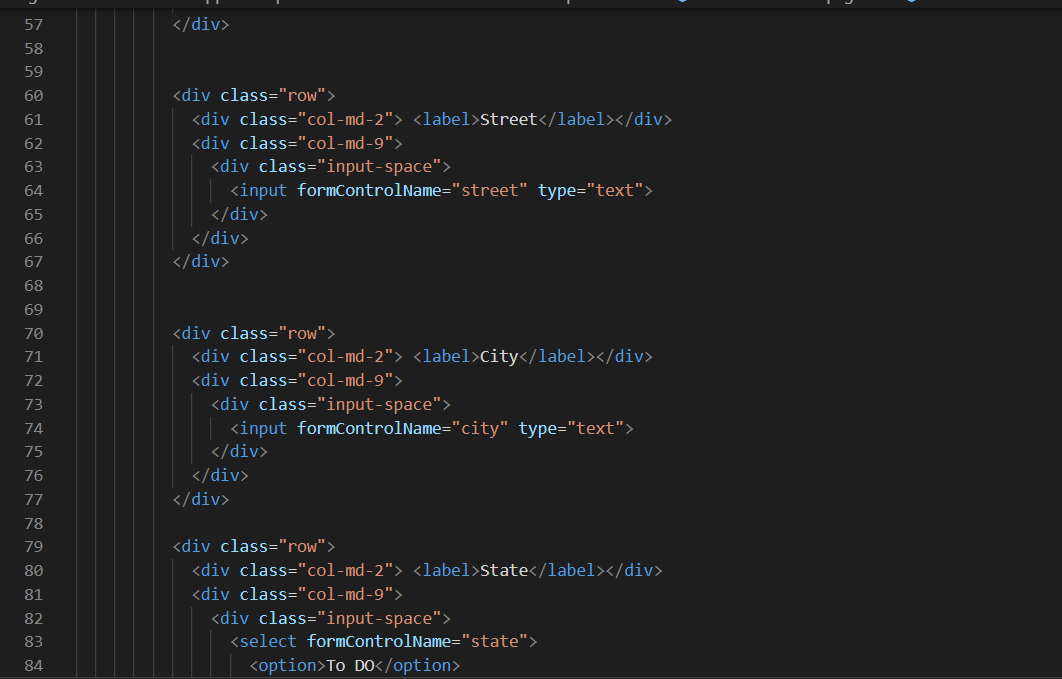 57 </div>
58
59
60 <div class="row">
61 <div class="col-md-2"> <label>Street</label></div>
62 <div class="col-md-9">
63 <div class="input-space">
64 <input formControlName="street" type="text">
65 </div>
66 </div>
67 </div>
68
69
70 <div class="row">
71 <div class="col-md-2"> <label>City</label></div>
72 <div class="col-md-9">
73 <div class="input-space">
74 <input formControlName="city" type="text">
75 </div>
76 </div>
77 </div>
78
79 <div class="row">
80 <div class="col-md-2"> <label>State</label></div>
81 <div class="col-md-9">
82 <div class="input-space">
83 <select formControlName="state">
84 <option>To DO</option>